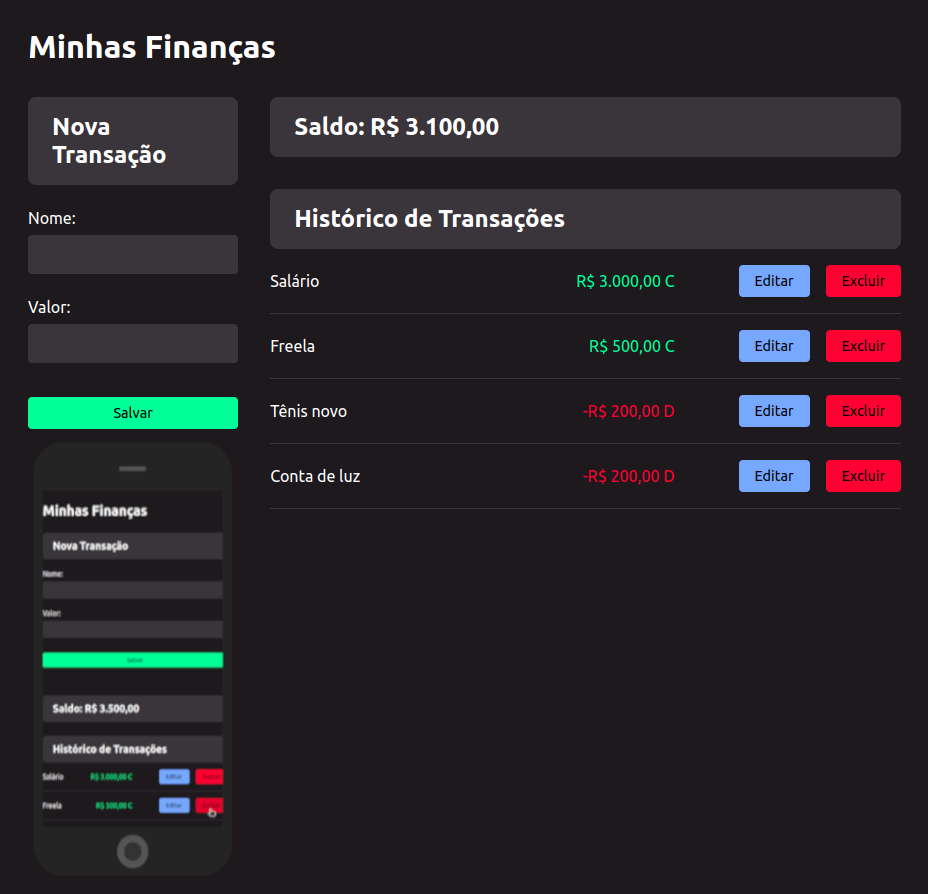 Minhas Finanças
Nova
Transação
Nome:
Valor:
Salvar
Saldo: R$ 3.100,00
Histórico de Transações
Salário R$ 3.000,00 C Editar Excluir
Freela R$ 500,00 C Editar Excluir
Tênis novo -R$ 200,00 D Editar Excluir
Conta de luz -R$ 200,00 D Editar Excluir
Minhas Finanças
Nova Transação
Nome:
Valor:
Salvar
Saldo: R$ 3.500,00
Histórico de Transações
Salário R$ 3.000,00 C Editar
Freela R$ 500,00 C Editar